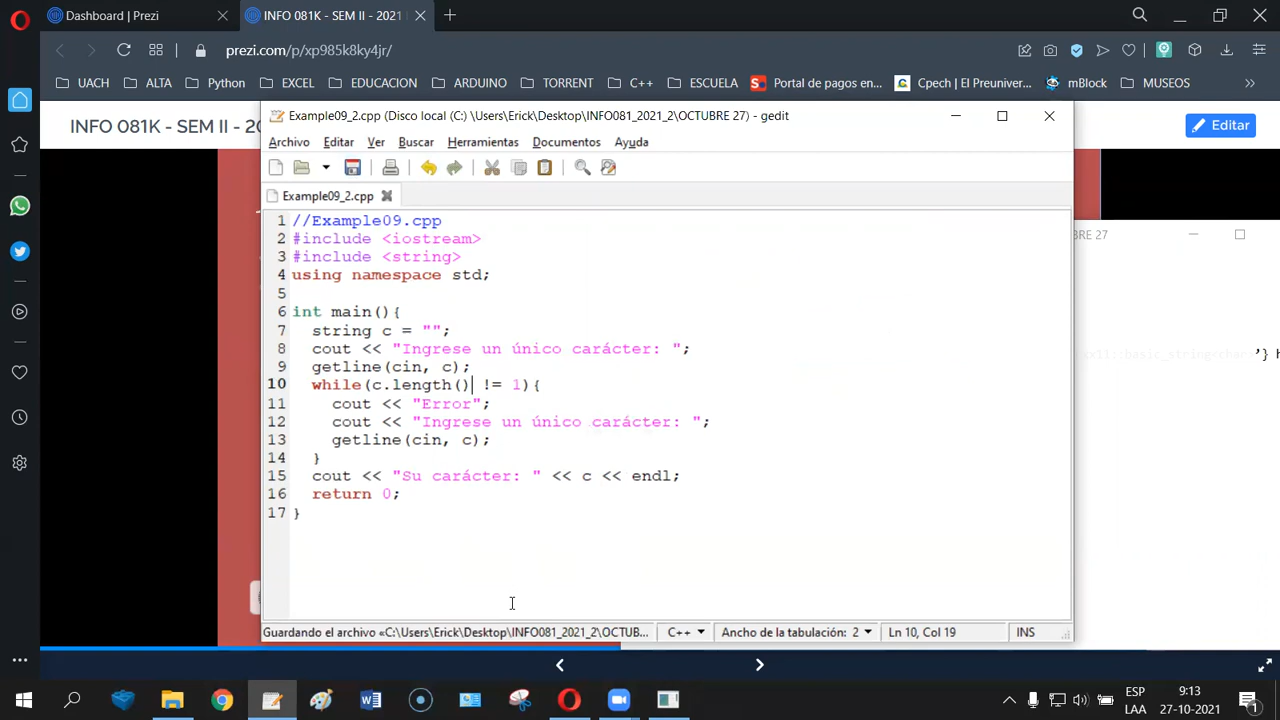 Dashboard | Prezi
INFO 081K - SEM II - 2021
prezi.com/p/xp985k8ky4jr/
UACH ALTA Python EXCEL EDUCACION ARDUINO TORRENT C++ ESCUELA Portal de pagos en... Cpech | El Preuniver... mBlock MUSEOS
INFO 081K - SEM II - 2
Editar
Example09_2.cpp (Disco local (C:) \Users\Erick\Desktop\INFO081_2021_2\OCTUBRE 27) - gedit
Archivo Editar Ver Buscar Herramientas Documentos Ayuda
Example09_2.cpp
1 //Example09.cpp
2 #include <iostream>
3 #include <string>
4 using namespace std;
5
6 int main(){
7 string c = "";
8 cout << "Ingrese un único carácter: ";
9 getline(cin, c);
10 while(c.length() != 1){
11 cout << "Error";
12 cout << "Ingrese un único carácter: ";
13 getline(cin, c);
14 }
15 cout << "Su carácter: " << c << endl;
16 return 0;
17 }
BRE 27
::basic_string<char>’}
Guardando el archivo «C:\Users\Erick\Desktop\INFO081_2021_2\OCTUB... C++ Ancho de la tabulación: 2 Ln 10, Col 19 INS
ESP 9:13
LAA 27-10-2021
1